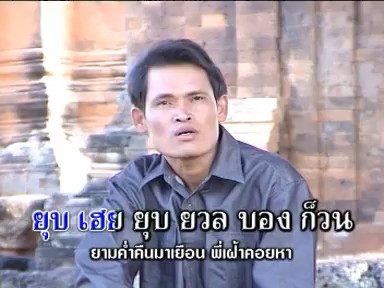 ยุบ เฮย ยุบ ยวล บอง ก็วน
ยามค่ำคืนมาเยือน พี่เฝ้าคอยหา